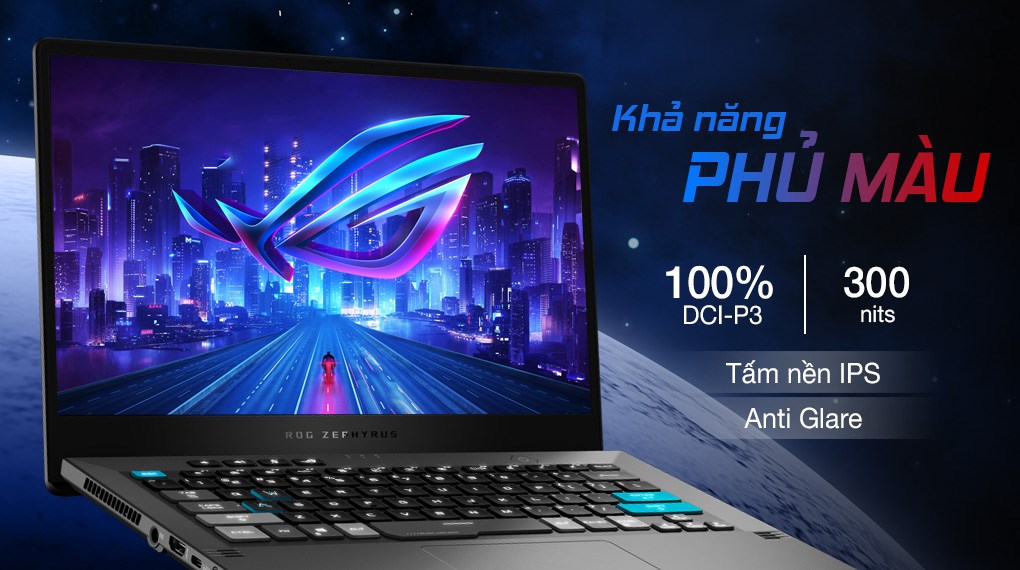 Khả năng
PHỦ MÀU
100%
DCI-P3
300
nits
Tấm nền IPS
Anti Glare
ROG ZEPHYRUS